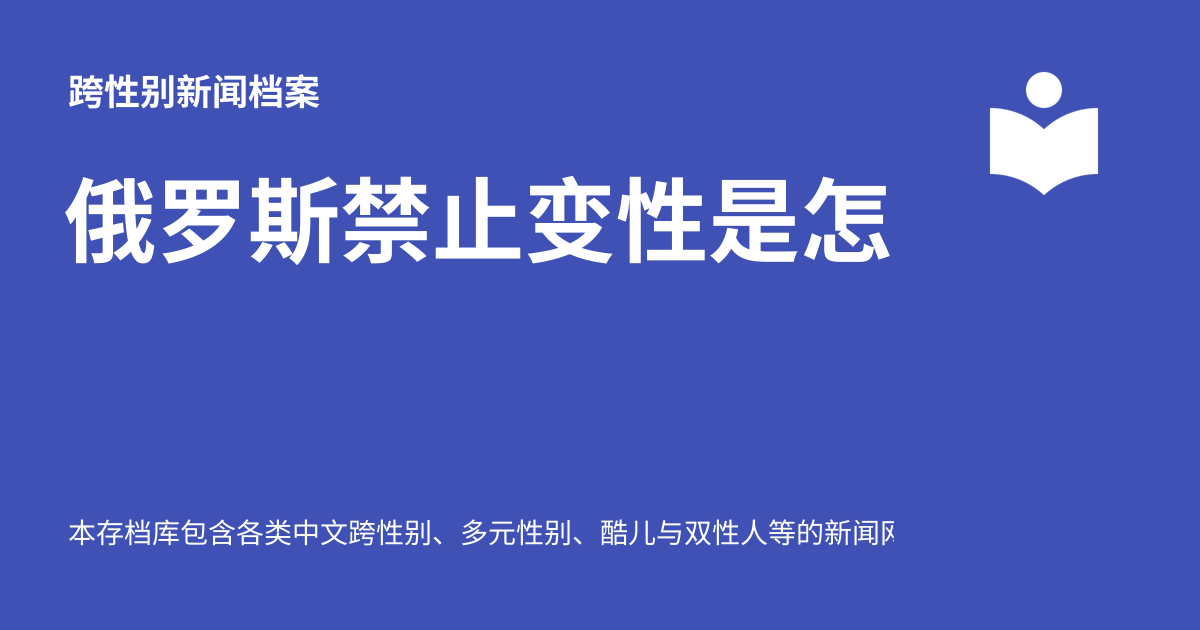 跨性别新闻档案
俄罗斯禁止变性是怎
本存档库包含各类中文跨性别、多元性别、酷儿与双性人等的新闻